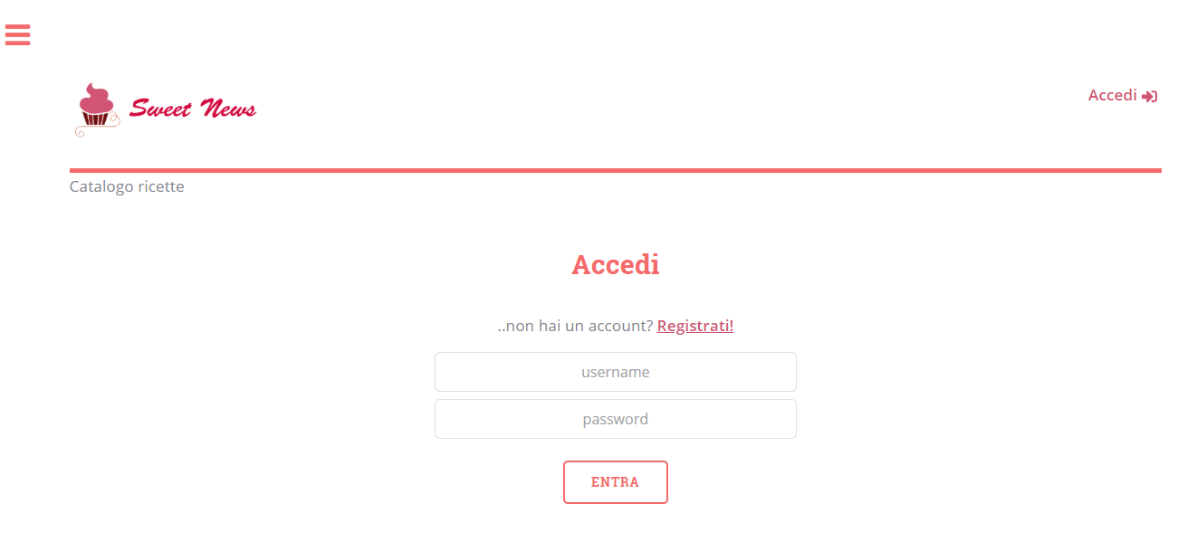 Sweet News
Accedi
Catalogo ricette
Accedi
..non hai un account? Registrati!
username
password
ENTRA